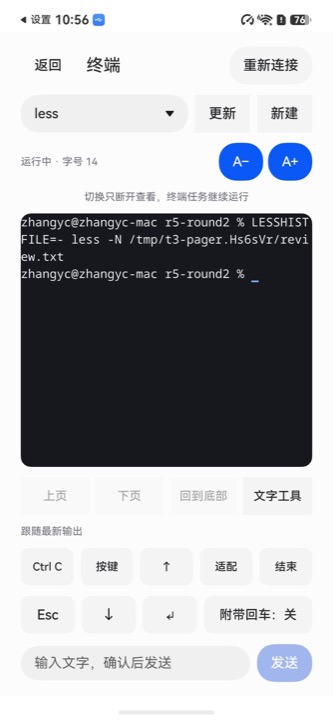 设置 10:56 76
返回 终端 重新连接
less 更新 新建
运行中 · 字号 14 A− A+
切换只断开查看，终端任务继续运行
zhangyc@zhangyc-mac r5-round2 % LESSHIST
FILE=- less -N /tmp/t3-pager.Hs6sVr/revi
ew.txt
zhangyc@zhangyc-mac r5-round2 % _
上页 下页 回到底部 文字工具
跟随最新输出
Ctrl C 按键 ↑ 适配 结束
Esc ↓ ↲ 附带回车：关
输入文字，确认后发送 发送